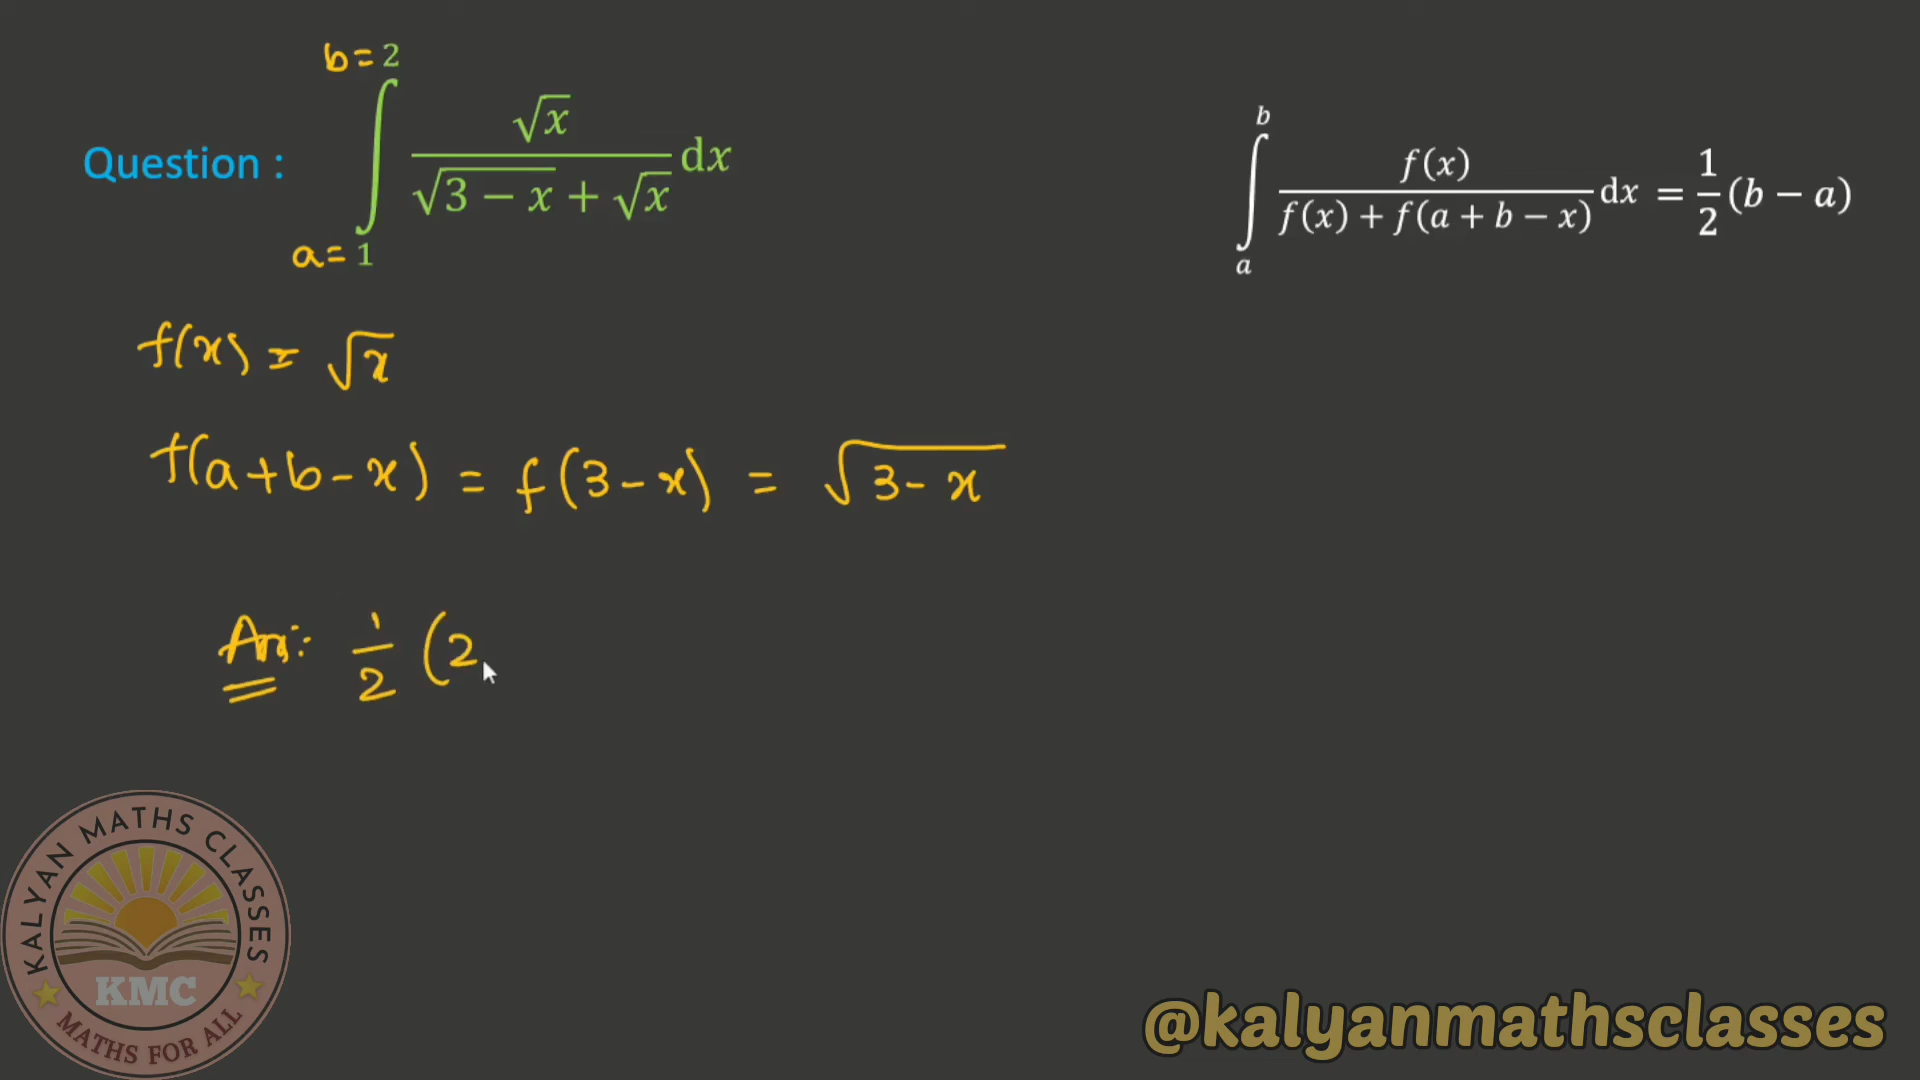 b = 2
Question : ∫ √x / (√(3 − x) + √x) dx
a = 1
∫ₐᵇ f(x) / (f(x) + f(a + b − x)) dx = 1/2 (b − a)
f(x) = √x
f(a+b-x) = f(3-x) = √(3-x)
Ans: 1/2 (2
KALYAN MATHS CLASSES
KMC
MATHS FOR ALL
@kalyanmathsclasses